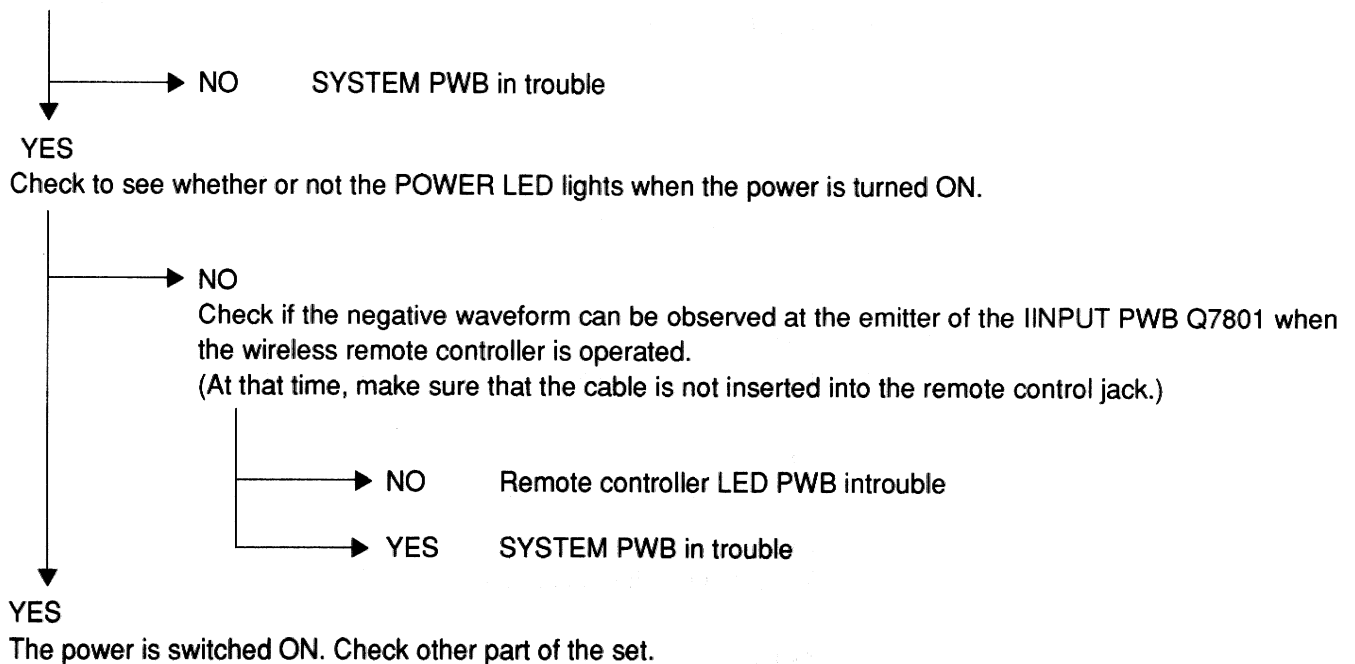 NO SYSTEM PWB in trouble
YES
Check to see whether or not the POWER LED lights when the power is turned ON.
NO
Check if the negative waveform can be observed at the emitter of the IINPUT PWB Q7801 when
the wireless remote controller is operated.
(At that time, make sure that the cable is not inserted into the remote control jack.)
NO Remote controller LED PWB introuble
YES SYSTEM PWB in trouble
YES
The power is switched ON. Check other part of the set.